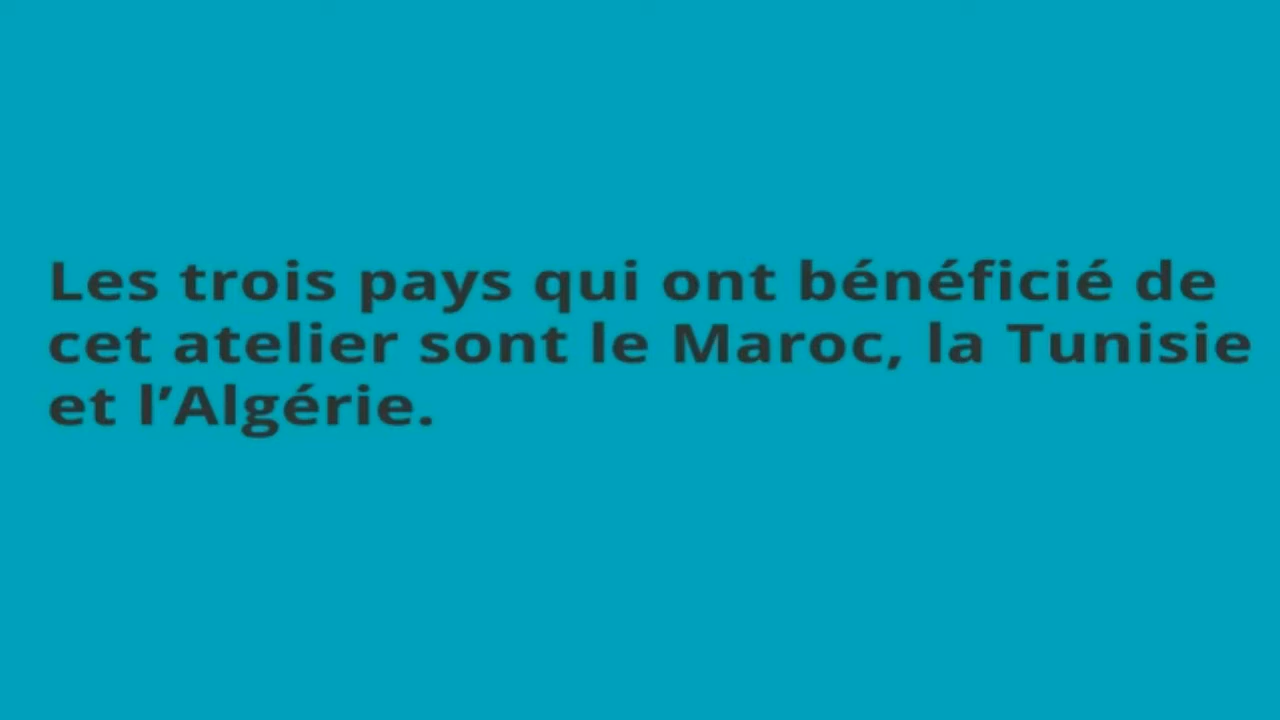 Les trois pays qui ont bénéficié de
cet atelier sont le Maroc, la Tunisie
et l’Algérie.